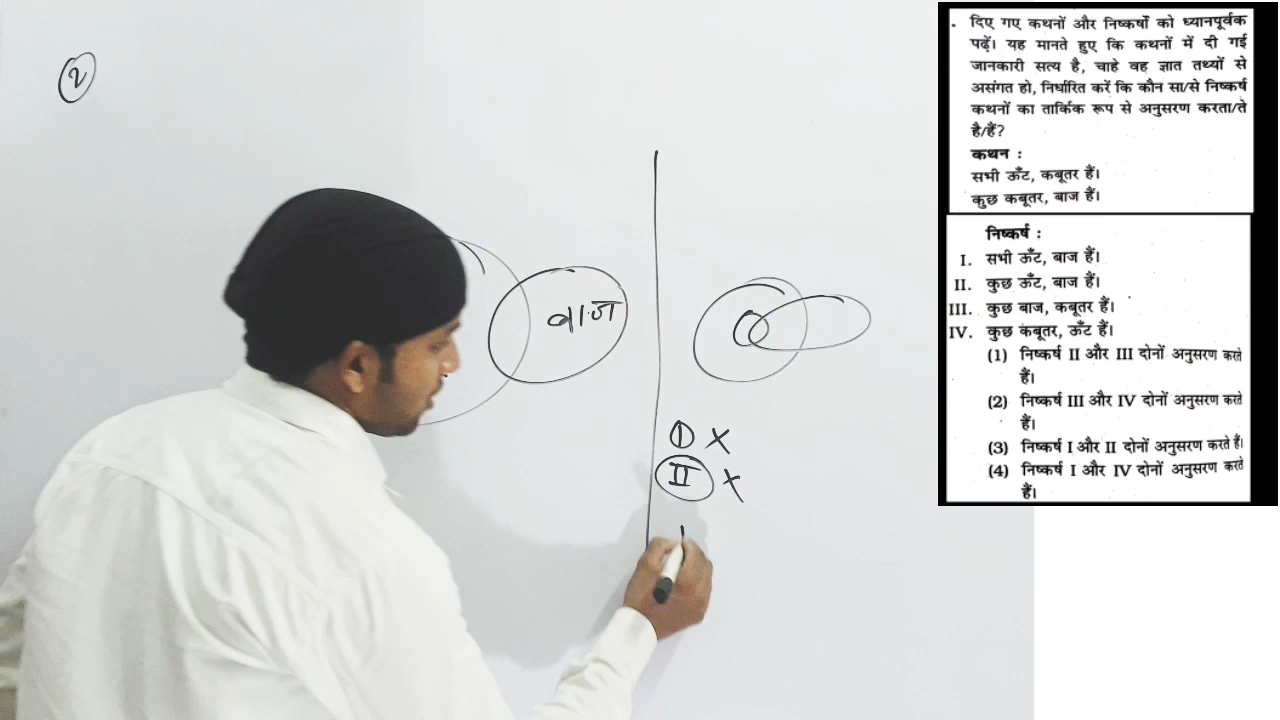 २
बाज
I ×
II ×
. दिए गए कथनों और निष्कर्षों को ध्यानपूर्वक
पढ़ें। यह मानते हुए कि कथनों में दी गई
जानकारी सत्य है, चाहे वह ज्ञात तथ्यों से
असंगत हो, निर्धारित करें कि कौन सा/से निष्कर्ष
कथनों का तार्किक रूप से अनुसरण करता/ते
है/हैं?
कथन :
सभी ऊँट, कबूतर हैं।
कुछ कबूतर, बाज हैं।
निष्कर्ष :
I. सभी ऊँट, बाज हैं।
II. कुछ ऊँट, बाज हैं।
III. कुछ बाज, कबूतर हैं।
IV. कुछ कबूतर, ऊँट हैं।
(1) निष्कर्ष II और III दोनों अनुसरण करते
हैं।
(2) निष्कर्ष III और IV दोनों अनुसरण करते
हैं।
(3) निष्कर्ष I और II दोनों अनुसरण करते हैं।
(4) निष्कर्ष I और IV दोनों अनुसरण करते
हैं।